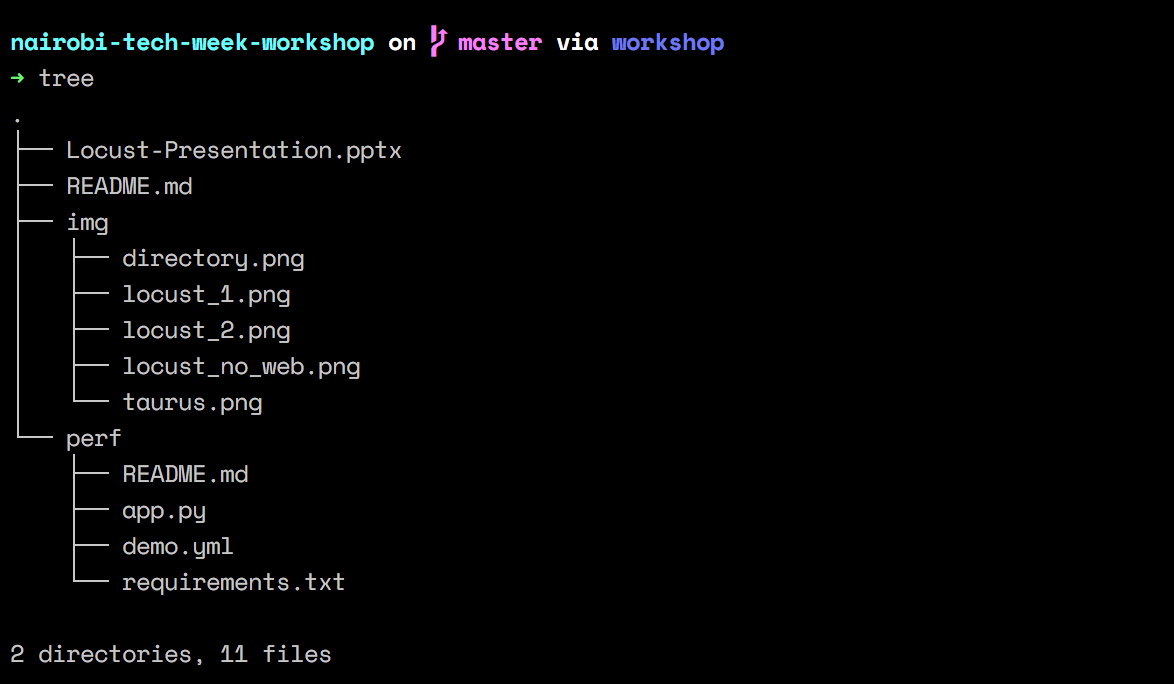 nairobi-tech-week-workshop on master via workshop
➜ tree
.
├── Locust-Presentation.pptx
├── README.md
├── img
│   ├── directory.png
│   ├── locust_1.png
│   ├── locust_2.png
│   ├── locust_no_web.png
│   └── taurus.png
└── perf
    ├── README.md
    ├── app.py
    ├── demo.yml
    └── requirements.txt

2 directories, 11 files